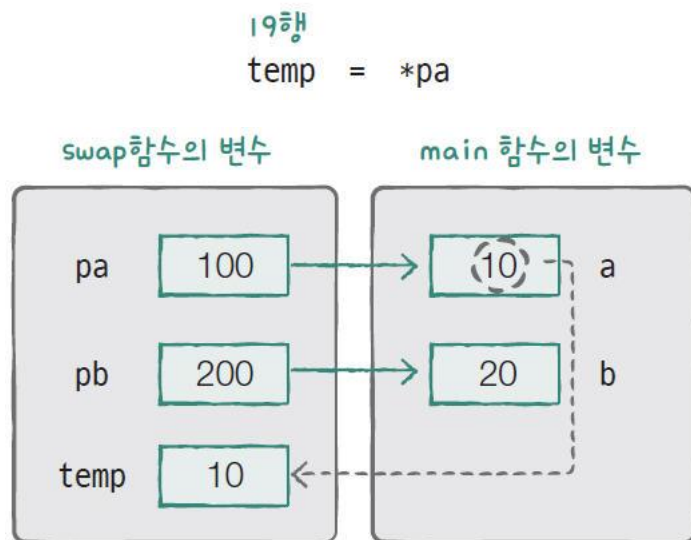 19행
temp = *pa
swap함수의 변수
main 함수의 변수
pa 100 10 a
pb 200 20 b
temp 10